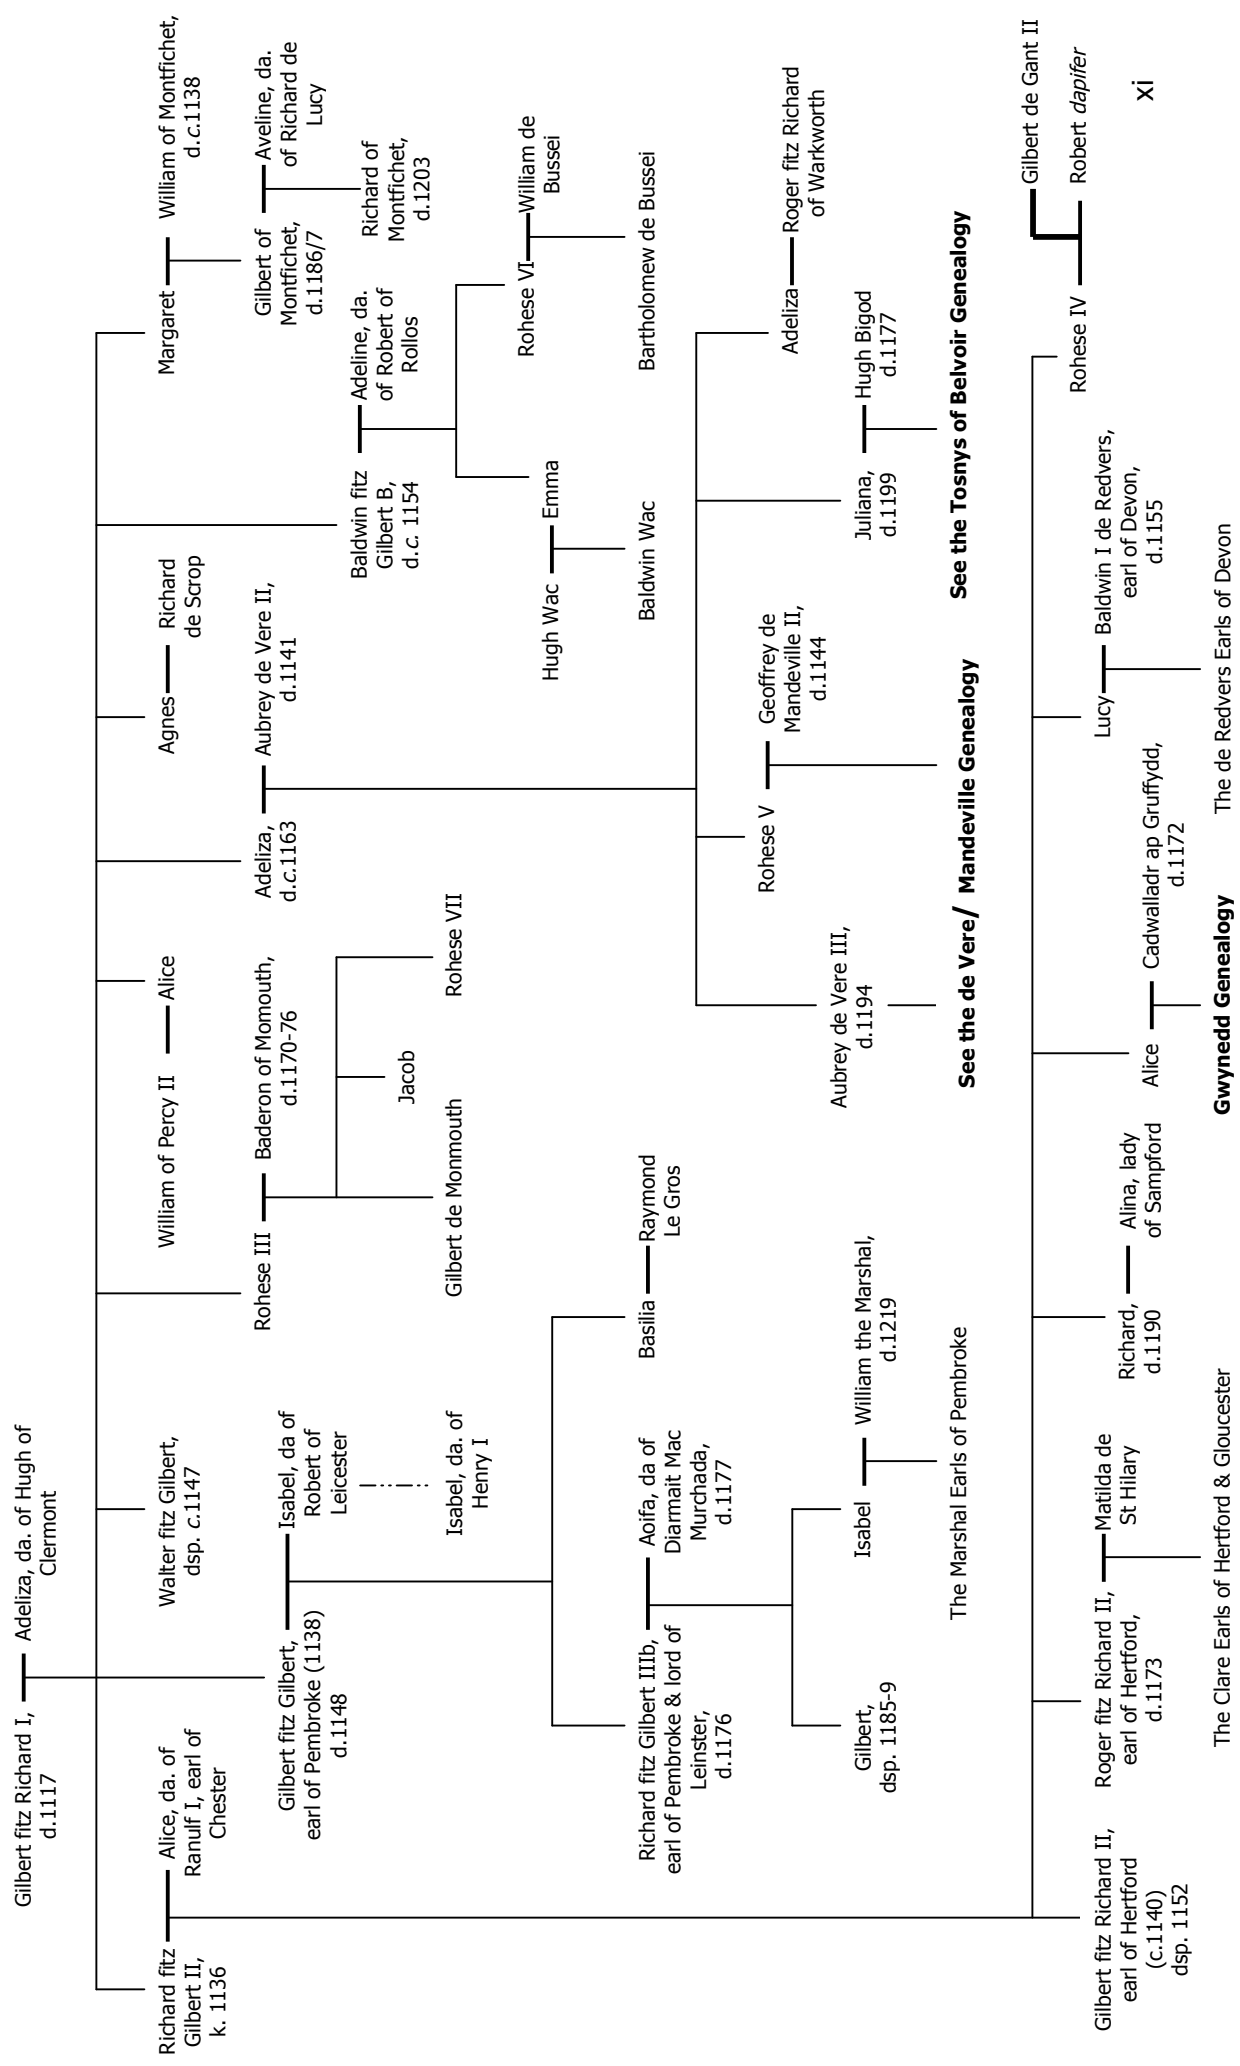 Gilbert fitz Richard I,
d.1117
Adeliza, da. of Hugh of
Clermont
Richard fitz
Gilbert II,
k. 1136
Alice, da. of
Ranulf I, earl of
Chester
Walter fitz Gilbert,
dsp. c.1147
William of Percy II
Alice
Agnes
Richard
de Scrop
Margaret
William of Montfichet,
d.c.1138
Gilbert fitz Gilbert,
earl of Pembroke (1138)
d.1148
Isabel, da of
Robert of
Leicester
Rohese III
Baderon of Momouth,
d.1170-76
Adeliza,
d.c.1163
Aubrey de Vere II,
d.1141
Gilbert of
Montfichet,
d.1186/7
Aveline, da.
of Richard de
Lucy
Baldwin fitz
Gilbert B,
d.c. 1154
Adeline, da.
of Robert of
Rollos
Richard of
Montfichet,
d.1203
Isabel, da. of
Henry I
Gilbert de Monmouth
Jacob
Rohese VII
Hugh Wac
Emma
Rohese VI
William de
Bussei
Richard fitz Gilbert IIIb,
earl of Pembroke & lord of
Leinster,
d.1176
Aoifa, da of
Diarmait Mac
Murchada,
d.1177
Basilia
Raymond
Le Gros
Baldwin Wac
Bartholomew de Bussei
Gilbert,
dsp. 1185-9
Isabel
William the Marshal,
d.1219
Aubrey de Vere III,
d.1194
Rohese V
Geoffrey de
Mandeville II,
d.1144
Juliana,
d.1199
Hugh Bigod
d.1177
Adeliza
Roger fitz Richard
of Warkworth
The Marshal Earls of Pembroke
See the de Vere/ Mandeville Genealogy
See the Tosnys of Belvoir Genealogy
Gilbert fitz Richard II,
earl of Hertford
(c.1140)
dsp. 1152
Roger fitz Richard II,
earl of Hertford,
d.1173
Matilda de
St Hilary
Richard,
d.1190
Alina, lady
of Sampford
Alice
Cadwalladr ap Gruffydd,
d.1172
Lucy
Baldwin I de Redvers,
earl of Devon,
d.1155
Rohese IV
Gilbert de Gant II
Robert dapifer
The Clare Earls of Hertford & Gloucester
Gwynedd Genealogy
The de Redvers Earls of Devon
xi